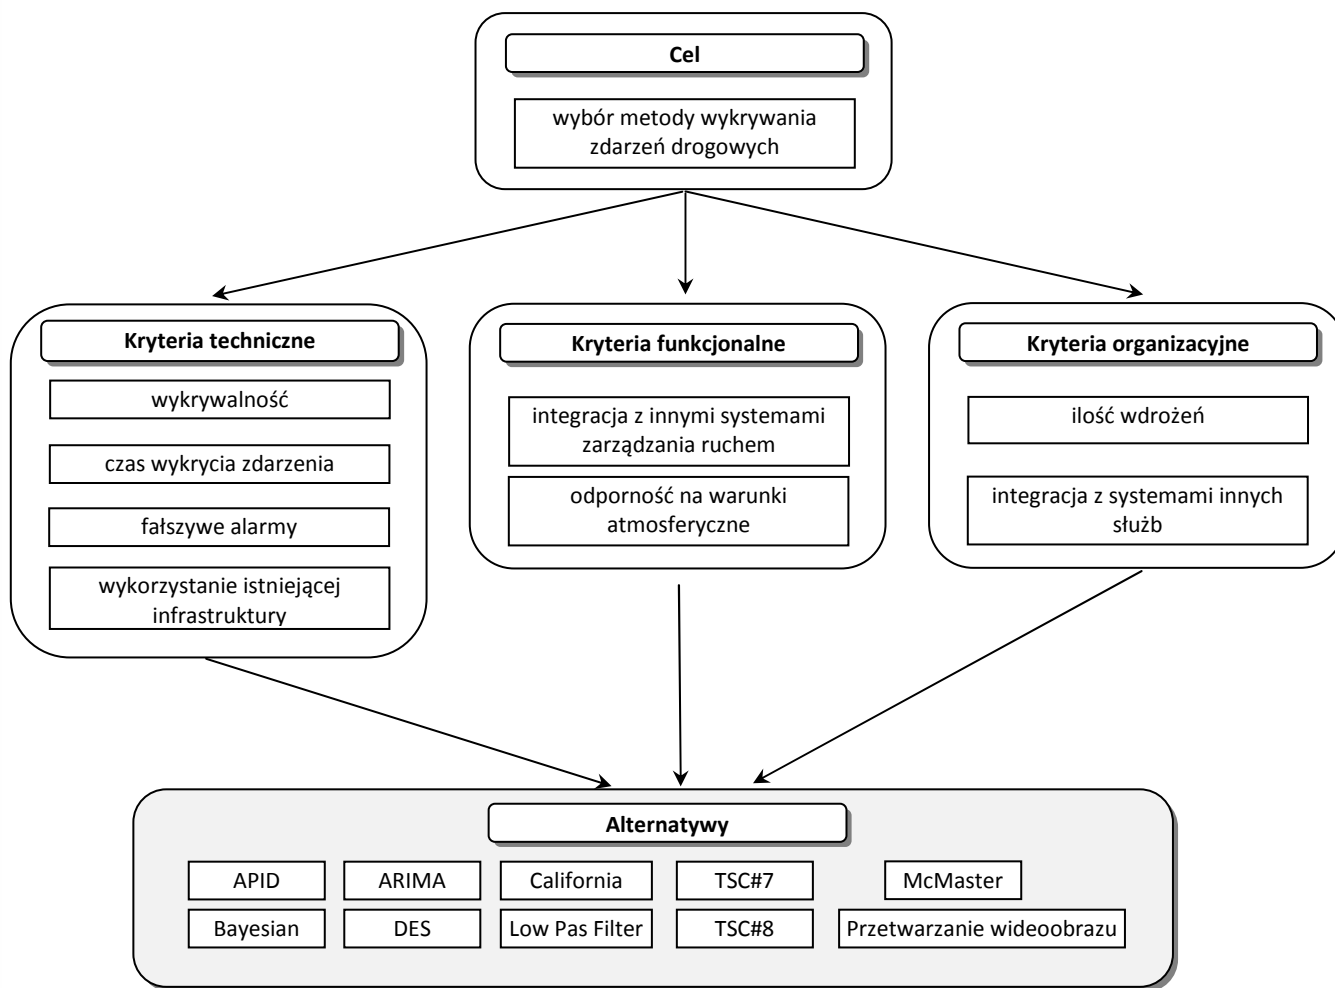 Cel
wybór metody wykrywania
zdarzeń drogowych
Kryteria techniczne
wykrywalność
czas wykrycia zdarzenia
fałszywe alarmy
wykorzystanie istniejącej
infrastruktury
Kryteria funkcjonalne
integracja z innymi systemami
zarządzania ruchem
odporność na warunki
atmosferyczne
Kryteria organizacyjne
ilość wdrożeń
integracja z systemami innych
służb
Alternatywy
APID
ARIMA
California
TSC#7
McMaster
Bayesian
DES
Low Pas Filter
TSC#8
Przetwarzanie wideoobrazu